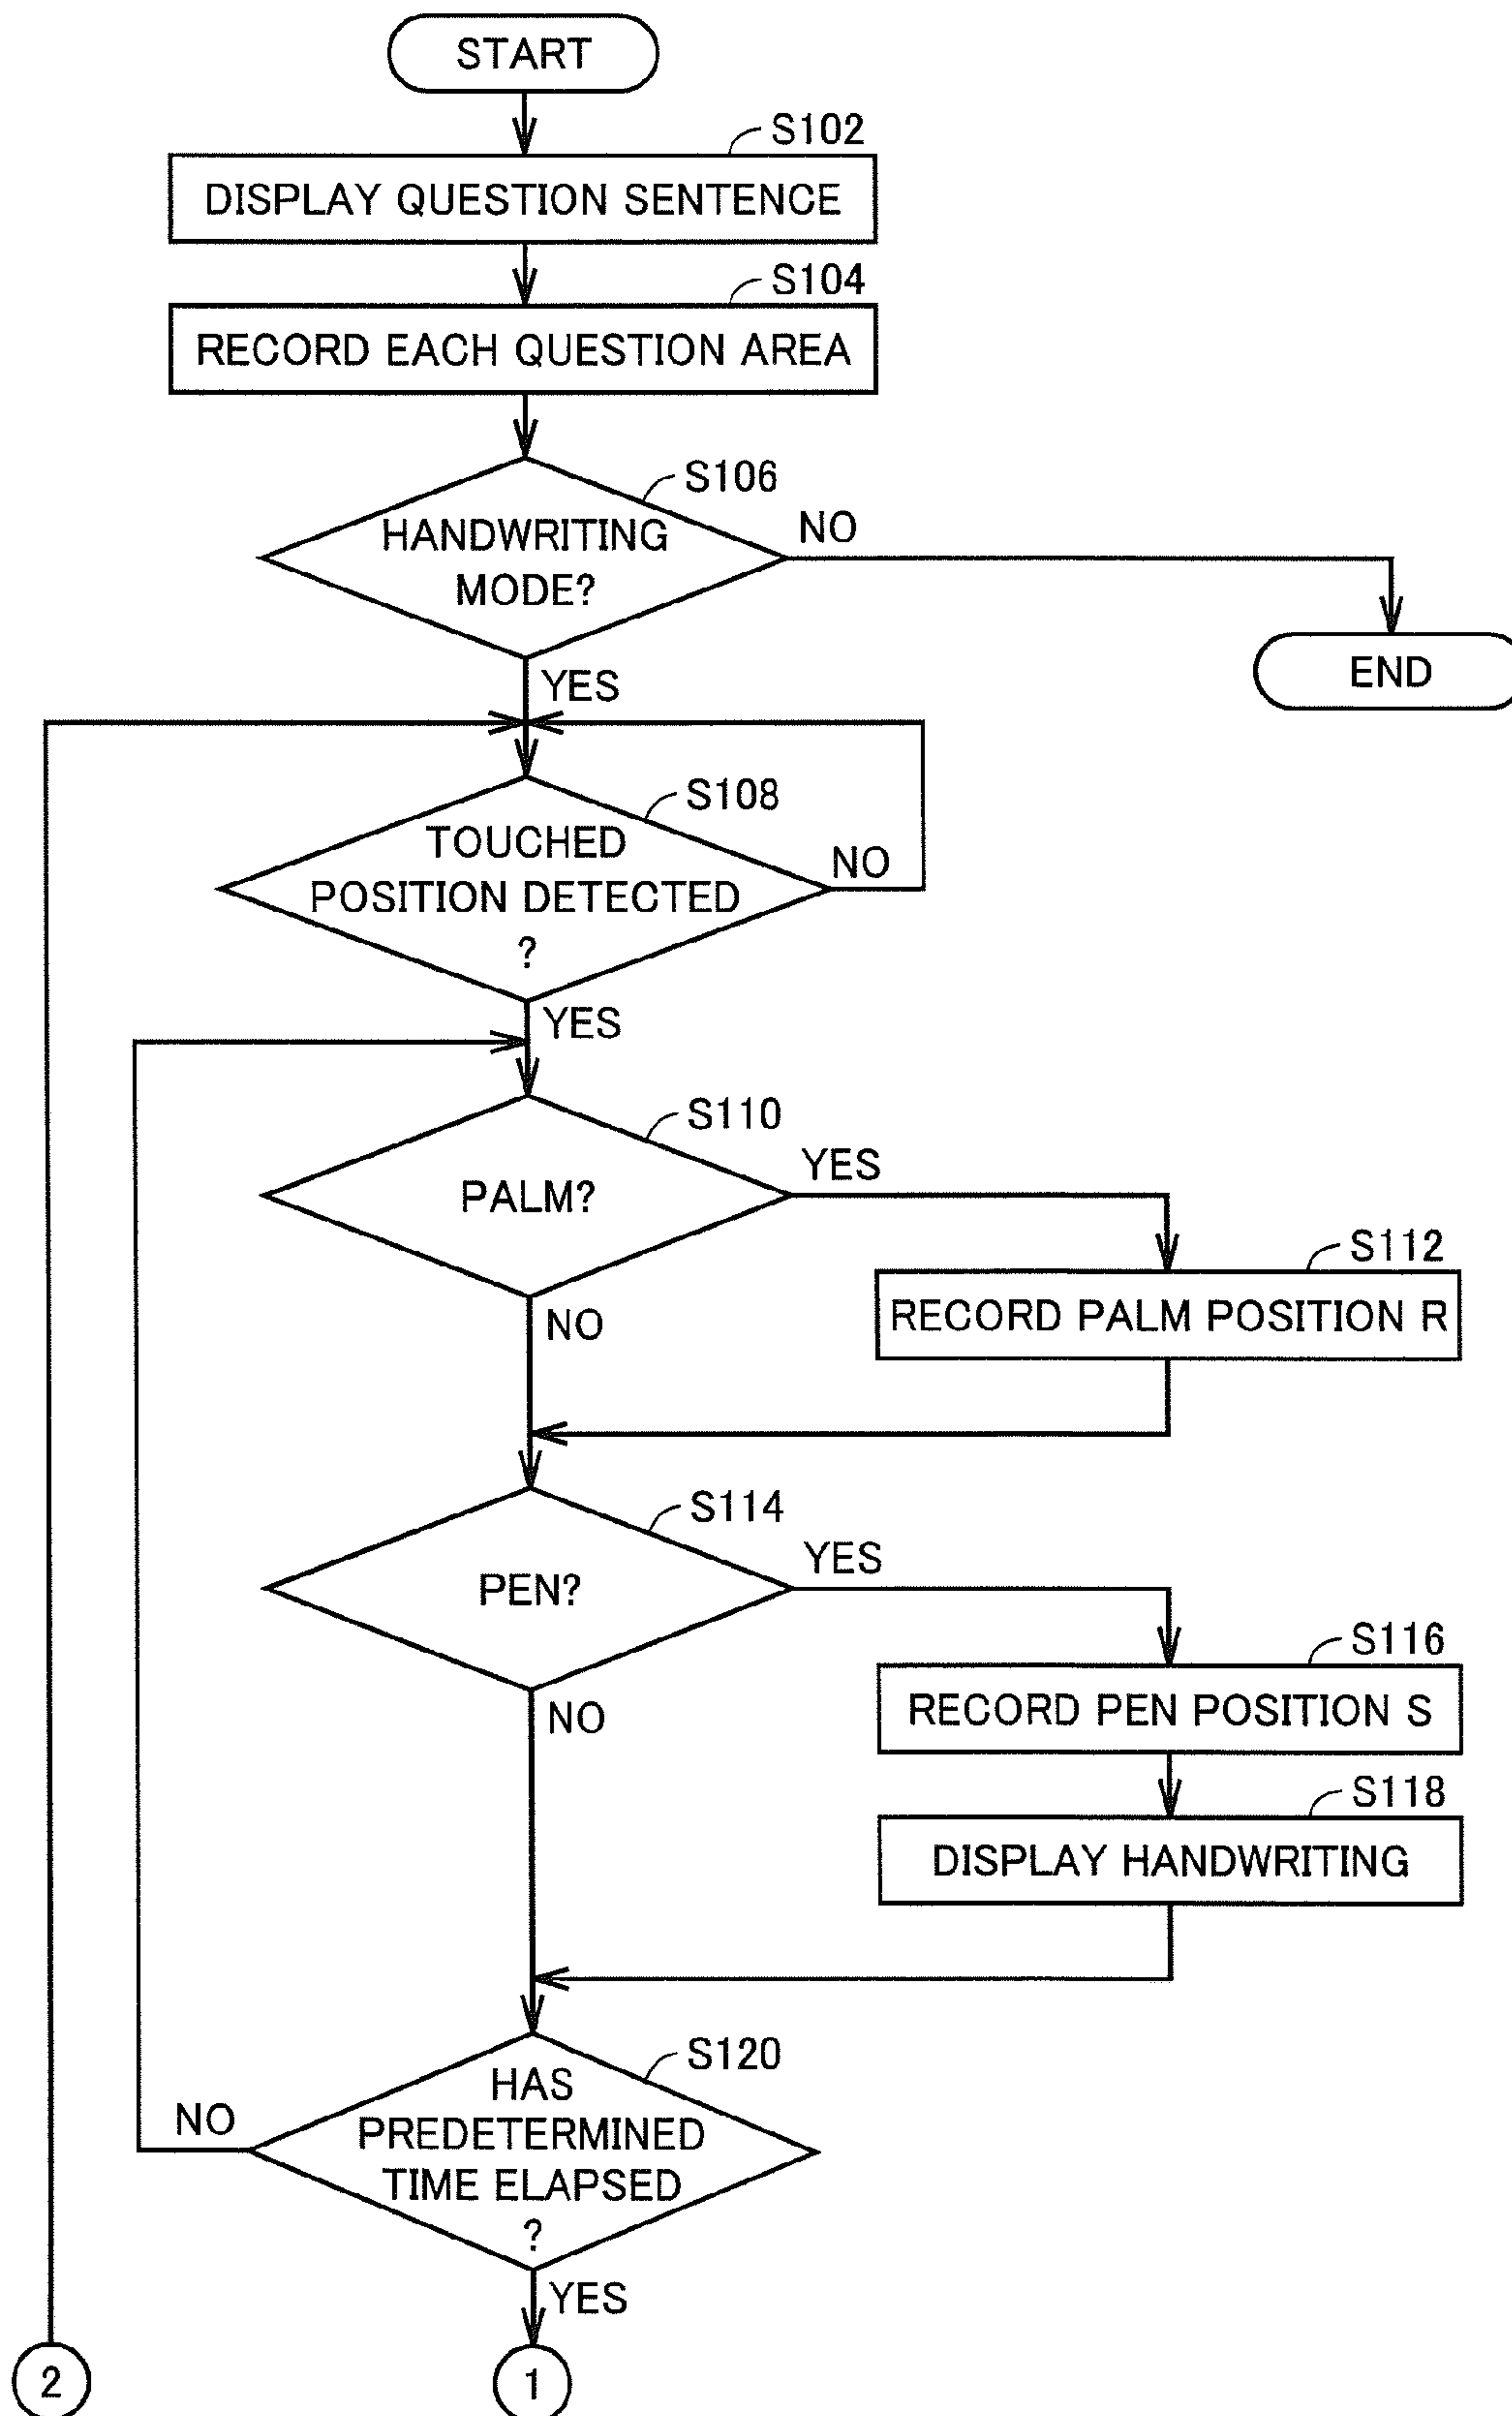 START
S102
DISPLAY QUESTION SENTENCE
S104
RECORD EACH QUESTION AREA
S106
HANDWRITING
MODE?
NO
END
YES
S108
TOUCHED
POSITION DETECTED
?
NO
YES
S110
PALM?
YES
S112
RECORD PALM POSITION R
NO
S114
PEN?
YES
S116
RECORD PEN POSITION S
NO
S118
DISPLAY HANDWRITING
S120
HAS
PREDETERMINED
TIME ELAPSED
?
NO
YES
2
1